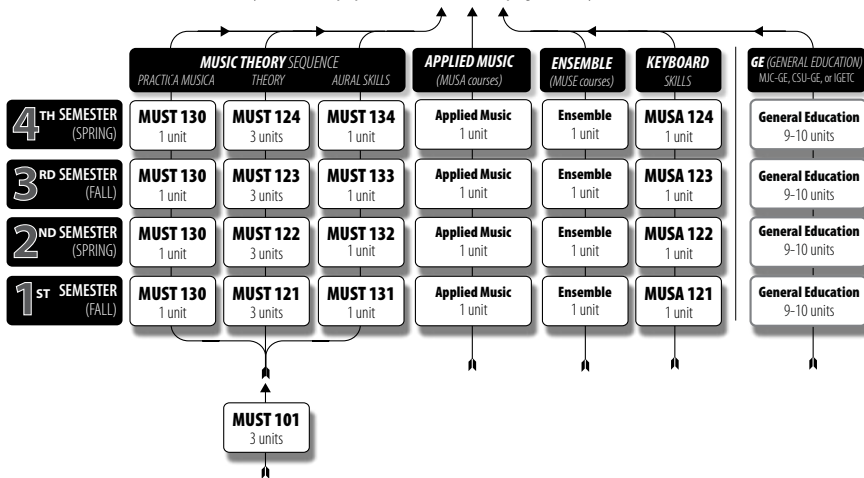 MUSIC THEORY SEQUENCE
PRACTICA MUSICA THEORY AURAL SKILLS
APPLIED MUSIC
(MUSA courses)
ENSEMBLE
(MUSE courses)
KEYBOARD
SKILLS
GE (GENERAL EDUCATION)
MJC-GE, CSU-GE, or IGETC
4TH SEMESTER
(SPRING)
MUST 130
1 unit
MUST 124
3 units
MUST 134
1 unit
Applied Music
1 unit
Ensemble
1 unit
MUSA 124
1 unit
General Education
9-10 units
3RD SEMESTER
(FALL)
MUST 130
1 unit
MUST 123
3 units
MUST 133
1 unit
Applied Music
1 unit
Ensemble
1 unit
MUSA 123
1 unit
General Education
9-10 units
2ND SEMESTER
(SPRING)
MUST 130
1 unit
MUST 122
3 units
MUST 132
1 unit
Applied Music
1 unit
Ensemble
1 unit
MUSA 122
1 unit
General Education
9-10 units
1ST SEMESTER
(FALL)
MUST 130
1 unit
MUST 121
3 units
MUST 131
1 unit
Applied Music
1 unit
Ensemble
1 unit
MUSA 121
1 unit
General Education
9-10 units
MUST 101
3 units